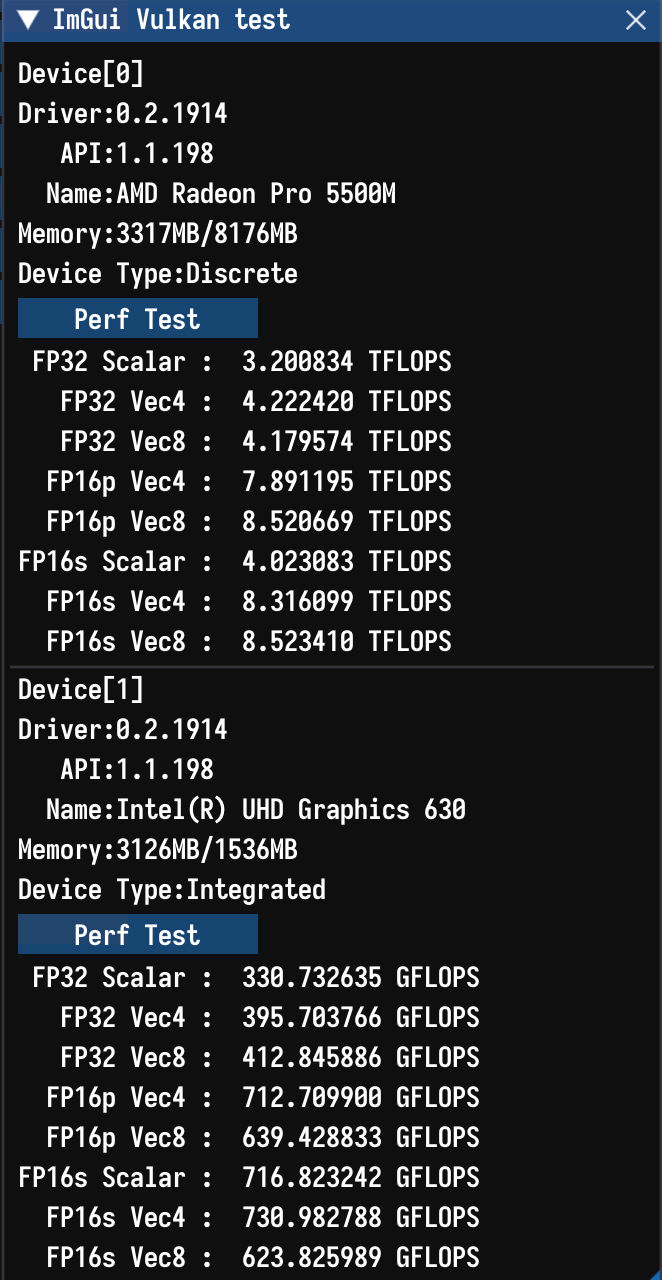 ImGui Vulkan test
Device[0]
Driver:0.2.1914
API:1.1.198
Name:AMD Radeon Pro 5500M
Memory:3317MB/8176MB
Device Type:Discrete
Perf Test
FP32 Scalar : 3.200834 TFLOPS
FP32 Vec4 : 4.222420 TFLOPS
FP32 Vec8 : 4.179574 TFLOPS
FP16p Vec4 : 7.891195 TFLOPS
FP16p Vec8 : 8.520669 TFLOPS
FP16s Scalar : 4.023083 TFLOPS
FP16s Vec4 : 8.316099 TFLOPS
FP16s Vec8 : 8.523410 TFLOPS
Device[1]
Driver:0.2.1914
API:1.1.198
Name:Intel(R) UHD Graphics 630
Memory:3126MB/1536MB
Device Type:Integrated
Perf Test
FP32 Scalar : 330.732635 GFLOPS
FP32 Vec4 : 395.703766 GFLOPS
FP32 Vec8 : 412.845886 GFLOPS
FP16p Vec4 : 712.709900 GFLOPS
FP16p Vec8 : 639.428833 GFLOPS
FP16s Scalar : 716.823242 GFLOPS
FP16s Vec4 : 730.982788 GFLOPS
FP16s Vec8 : 623.825989 GFLOPS